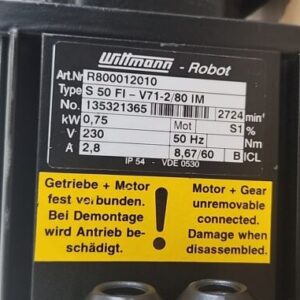 Wittmann - Robot
Art.Nr R800012010
Type S 50 FI - V71-2/80 IM
No. 135321365 2724 min¹
kW 0,75 Mot S1 %
V 230 50 Hz Nm
A 2,8 8,67/60 B ICL
IP 54 - VDE 0530
Getriebe + Motor
fest verbunden.
Bei Demontage
wird Antrieb be-
schädigt.
!
Motor + Gear
unremovable
connected.
Damage when
disassembled.